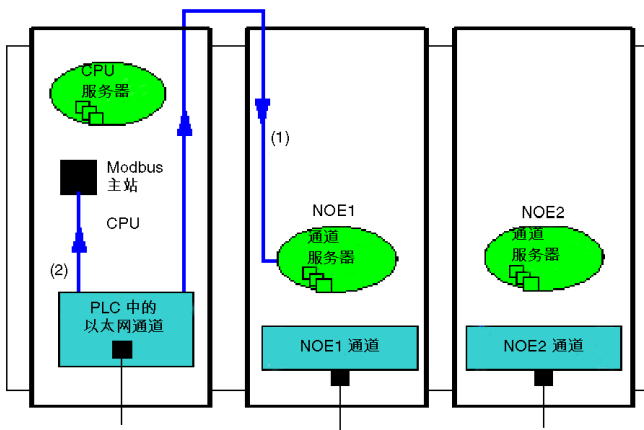 CPU
服务器
Modbus
主站
CPU
(2)
PLC 中的
以太网通道
(1)
NOE1
通道
服务器
NOE1 通道
NOE2
通道
服务器
NOE2 通道